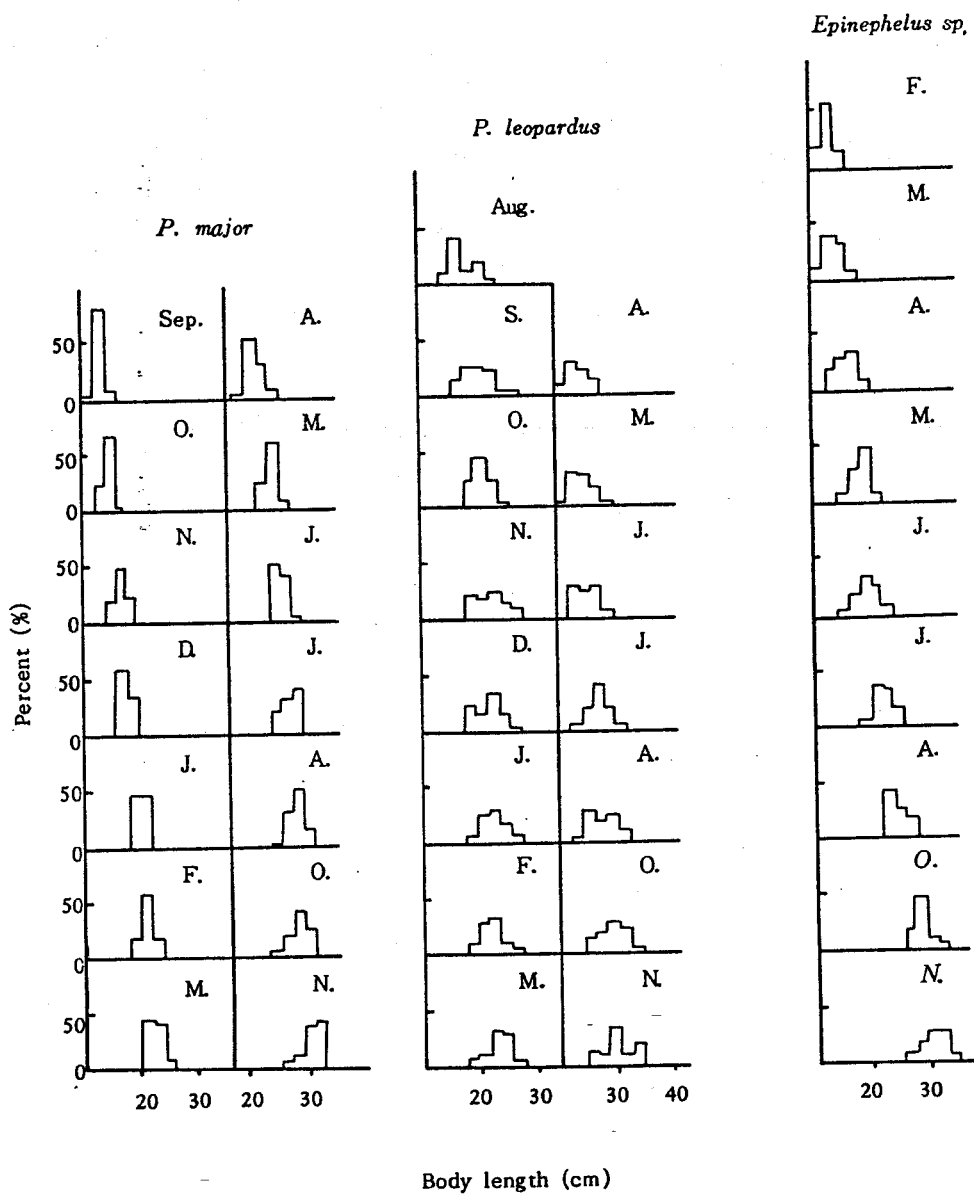 Epinephelus sp.
P. leopardus
P. major
Percent (%)
Sep.
O.
N.
D.
J.
F.
M.
A.
M.
J.
J.
A.
O.
N.
50
0
50
0
50
0
50
0
50
0
50
0
50
0
20
30
20
30
Aug.
S.
O.
N.
D.
J.
F.
M.
A.
M.
J.
J.
A.
O.
N.
20
30
30
40
F.
M.
A.
M.
J.
J.
A.
O.
N.
20
30
Body length (cm)